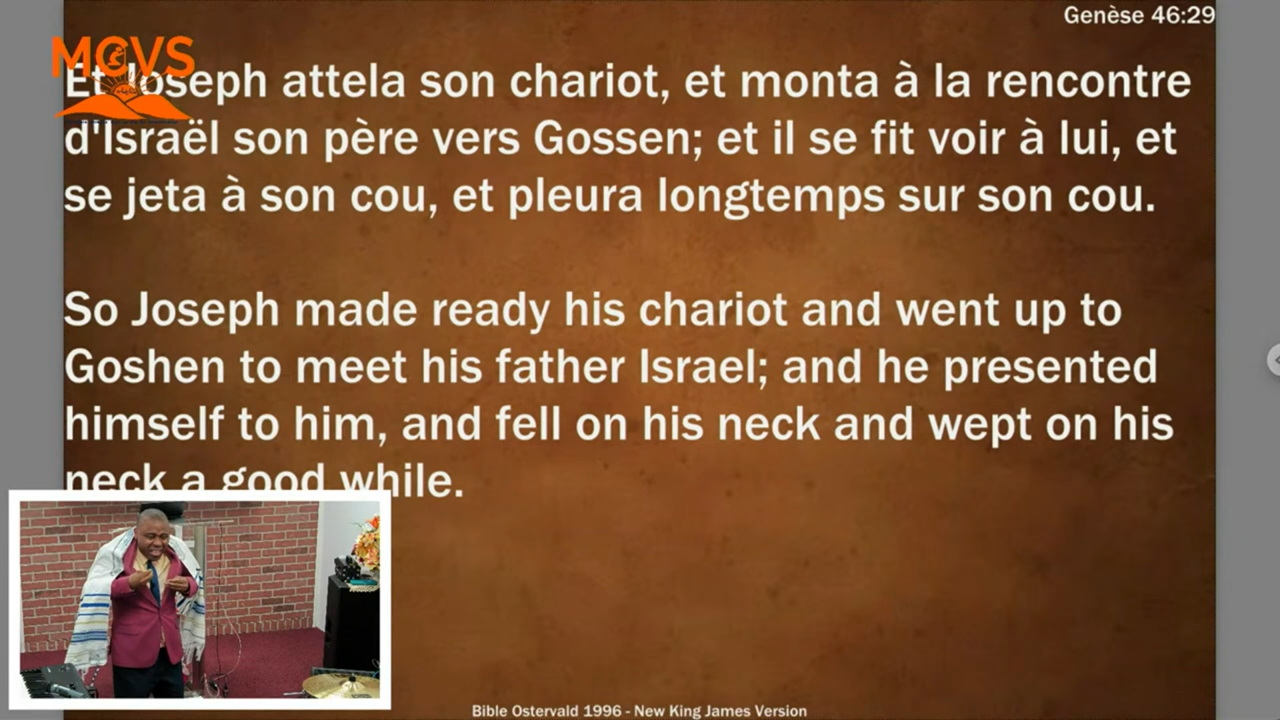 Genèse 46:29
MCVS
Et Joseph attela son chariot, et monta à la rencontre
d'Israël son père vers Gossen; et il se fit voir à lui, et
se jeta à son cou, et pleura longtemps sur son cou.
So Joseph made ready his chariot and went up to
Goshen to meet his father Israel; and he presented
himself to him, and fell on his neck and wept on his
neck a good while.
Bible Ostervald 1996 - New King James Version